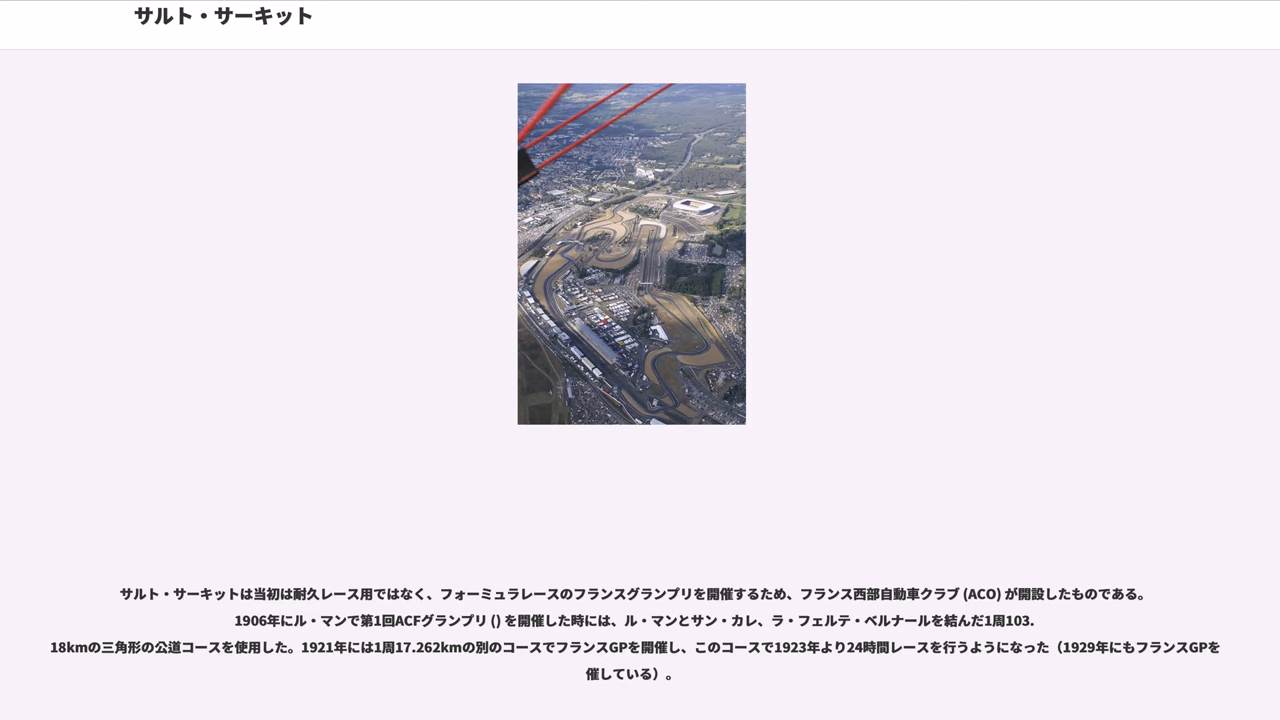 サルト・サーキット
サルト・サーキットは当初は耐久レース用ではなく、フォーミュラレースのフランスグランプリを開催するため、フランス西部自動車クラブ (ACO) が開設したものである。
1906年にル・マンで第1回ACFグランプリ () を開催した時には、ル・マンとサン・カレ、ラ・フェルテ・ベルナールを結んだ1周103.
18kmの三角形の公道コースを使用した。1921年には1周17.262kmの別のコースでフランスGPを開催し、このコースで1923年より24時間レースを行うようになった（1929年にもフランスGPを
催している）。